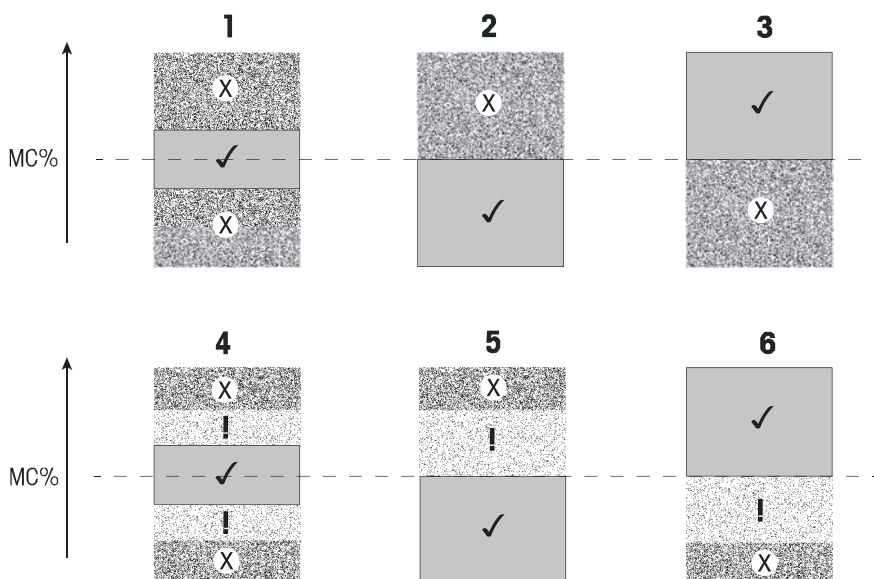 1 2 3
X X ✓
MC% ✓
X ✓ X
4 5 6
X X ✓
! !
MC% ✓
! ✓ !
X X